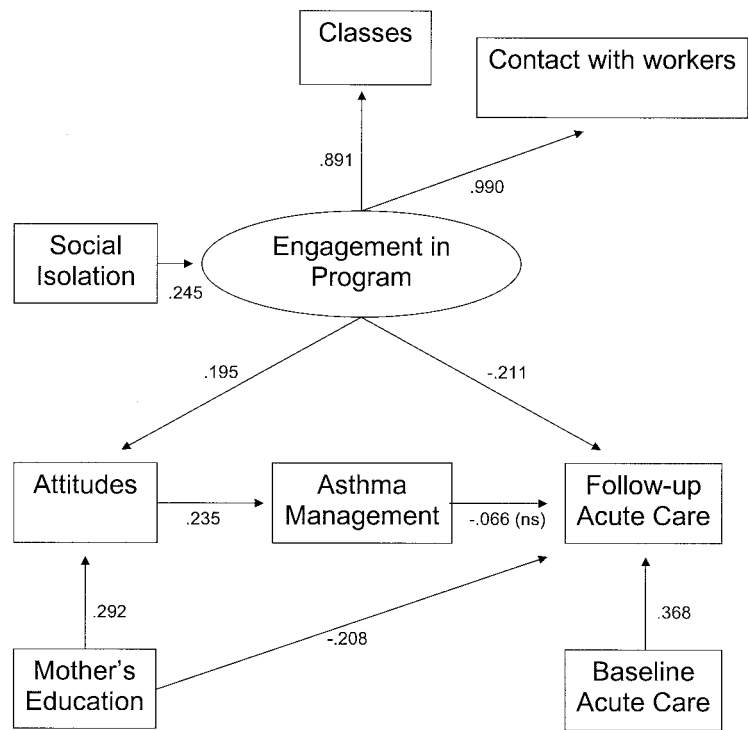 Classes
Contact with workers
.891
.990
Social
Isolation
.245
Engagement in
Program
.195
-.211
Attitudes
.235
Asthma
Management
-.066 (ns)
Follow-up
Acute Care
.292
-.208
.368
Mother's
Education
Baseline
Acute Care